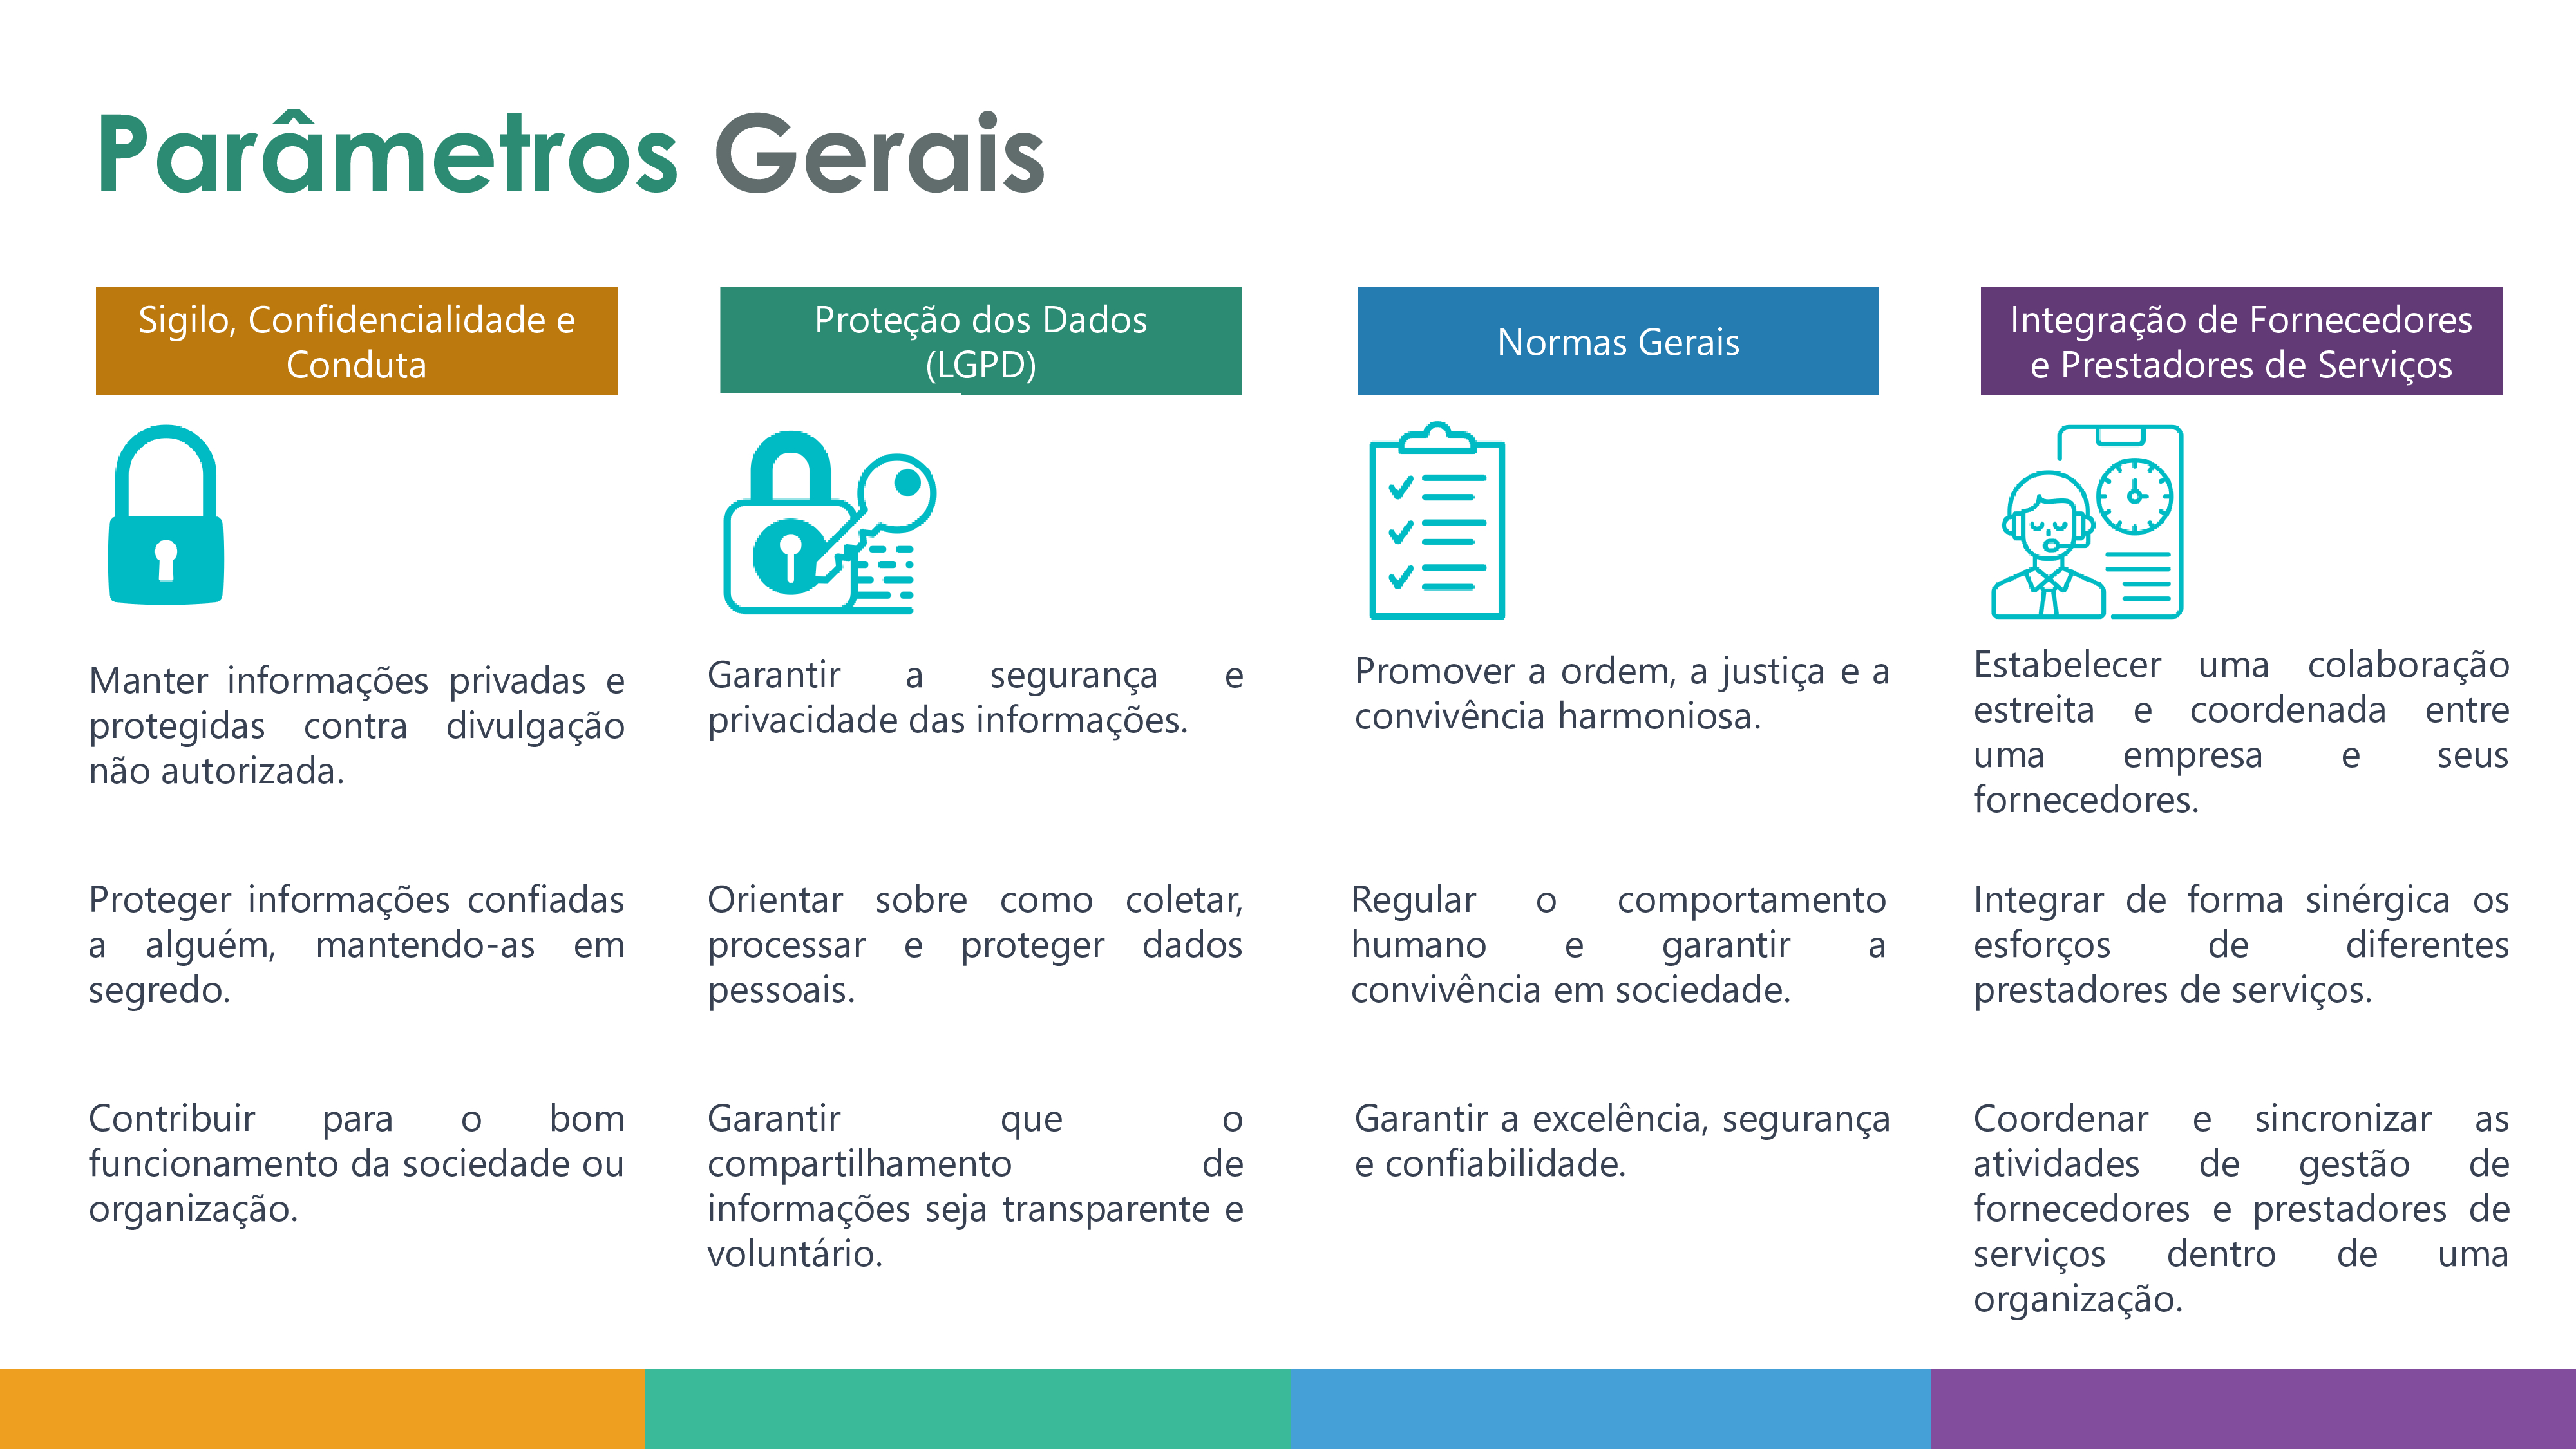 Parâmetros Gerais
Sigilo, Confidencialidade e
Conduta
Manter informações privadas e
protegidas contra divulgação
não autorizada.
Proteger informações confiadas
a alguém, mantendo-as em
segredo.
Contribuir para o bom
funcionamento da sociedade ou
organização.
Proteção dos Dados
(LGPD)
Garantir a segurança e
privacidade das informações.
Orientar sobre como coletar,
processar e proteger dados
pessoais.
Garantir que o
compartilhamento de
informações seja transparente e
voluntário.
Normas Gerais
Promover a ordem, a justiça e a
convivência harmoniosa.
Regular o comportamento
humano e garantir a
convivência em sociedade.
Garantir a excelência, segurança
e confiabilidade.
Integração de Fornecedores
e Prestadores de Serviços
Estabelecer uma colaboração
estreita e coordenada entre
uma empresa e seus
fornecedores.
Integrar de forma sinérgica os
esforços de diferentes
prestadores de serviços.
Coordenar e sincronizar as
atividades de gestão de
fornecedores e prestadores de
serviços dentro de uma
organização.